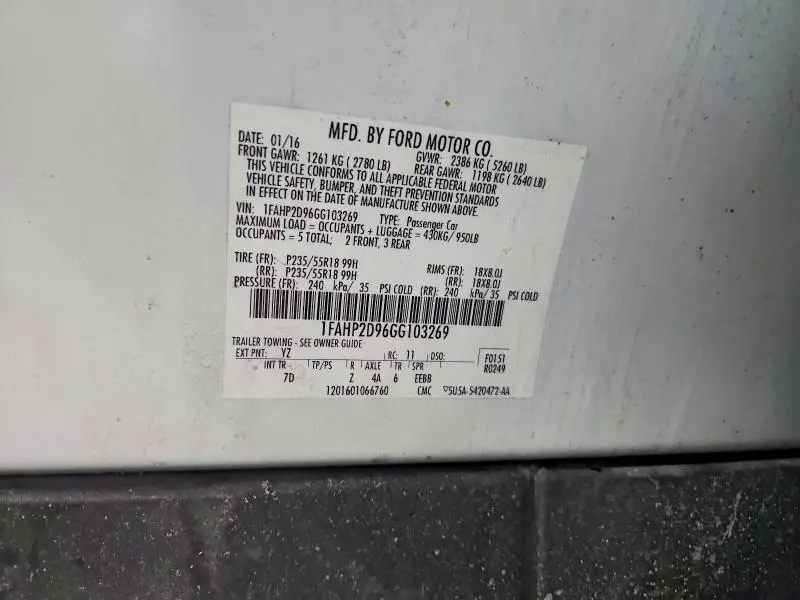 MFD. BY FORD MOTOR CO.
DATE: 01/16 GVWR: 2386 KG ( 5260 LB)
FRONT GAWR: 1261 KG ( 2780 LB) REAR GAWR: 1198 KG ( 2640 LB)
THIS VEHICLE CONFORMS TO ALL APPLICABLE FEDERAL MOTOR
VEHICLE SAFETY, BUMPER, AND THEFT PREVENTION STANDARDS
IN EFFECT ON THE DATE OF MANUFACTURE SHOWN ABOVE.
VIN: 1FAHP2D96GG103269 TYPE: Passenger Car
MAXIMUM LOAD = OCCUPANTS + LUGGAGE = 430KG/ 950LB
OCCUPANTS = 5 TOTAL; 2 FRONT, 3 REAR
TIRE (FR): P235/55R18 99H RIMS (FR): 18X8.0J
(RR): P235/55R18 99H (RR): 18X8.0J
PRESSURE (FR): 240 kPa/ 35 PSI COLD (RR): 240 kPa/ 35 PSI COLD
1FAHP2D96GG103269
TRAILER TOWING - SEE OWNER GUIDE
EXT PNT: YZ RC: 11 DSO: F0151
INT TR TP/PS R AXLE TR SPR R0249
7D Z 4A 6 EEBB
1201601066760 CMC ▽5U5A-5420472-AA